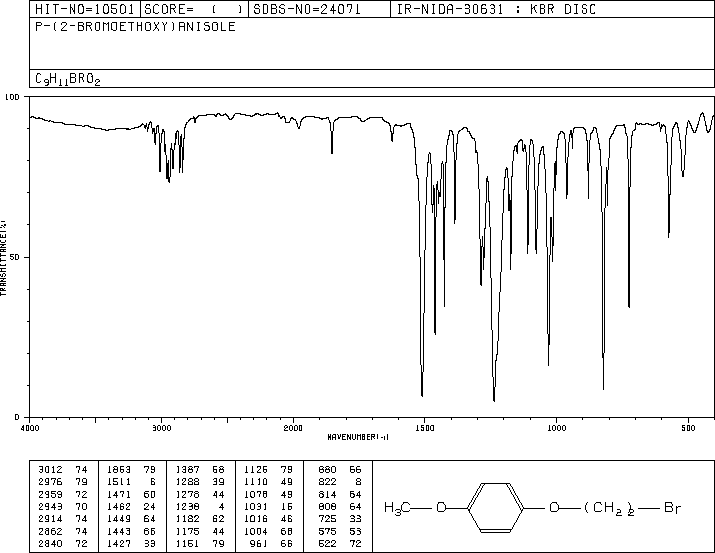 HIT-NO=10501 SCORE= ( ) SDBS-NO=24071 IR-NIDA-30631 : KBR DISC
P-(2-BROMOETHOXY)ANISOLE
C9H11BRO2
100
50
0
TRANSMITTANCE(%)
4000 3000 2000 1500 1000 500
WAVENUMBER(-1)
3012 74 1853 79 1387 58 1126 79 880 66
2976 79 1511 6 1288 39 1110 49 822 8
2959 72 1471 60 1278 44 1078 49 814 64
2943 70 1462 24 1238 4 1031 15 808 64
2914 74 1449 64 1182 62 1016 46 725 33
2862 74 1443 66 1175 44 1004 68 575 53
2840 72 1427 33 1151 79 961 66 522 72
H3C O O (CH2)2 Br